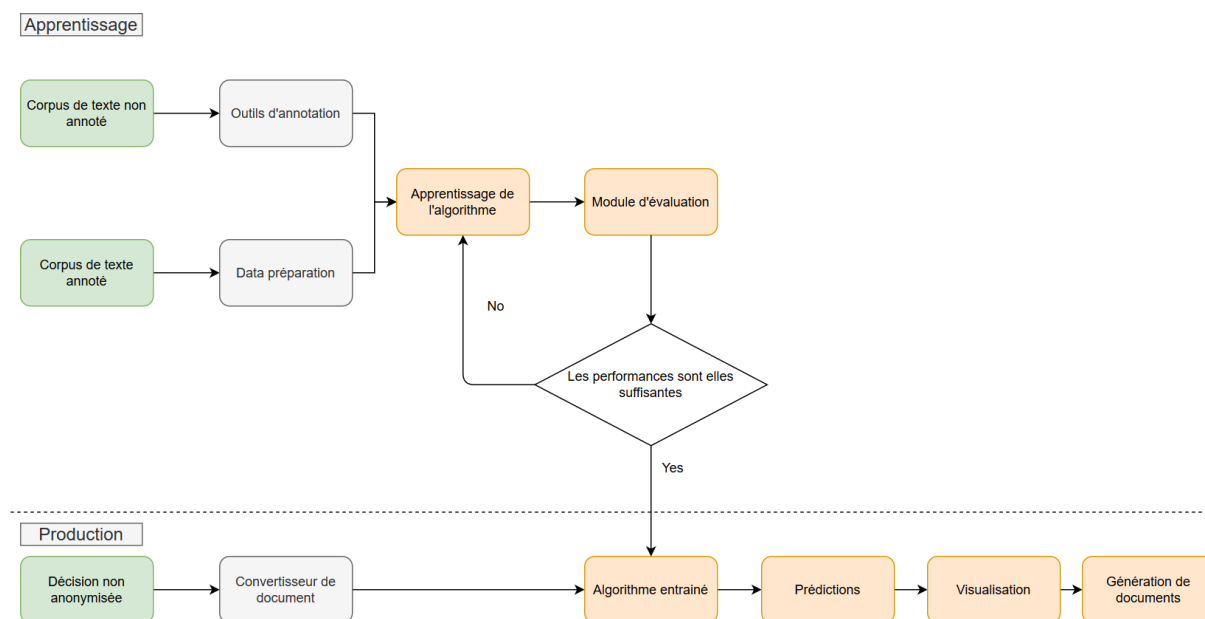 Apprentissage
Corpus de texte non
annoté
Outils d'annotation
Apprentissage de
l'algorithme
Module d'évaluation
Corpus de texte
annoté
Data préparation
No
Les performances sont elles
suffisantes
Yes
Production
Décision non
anonymisée
Convertisseur de
document
Algorithme entrainé
Prédictions
Visualisation
Génération de
documents